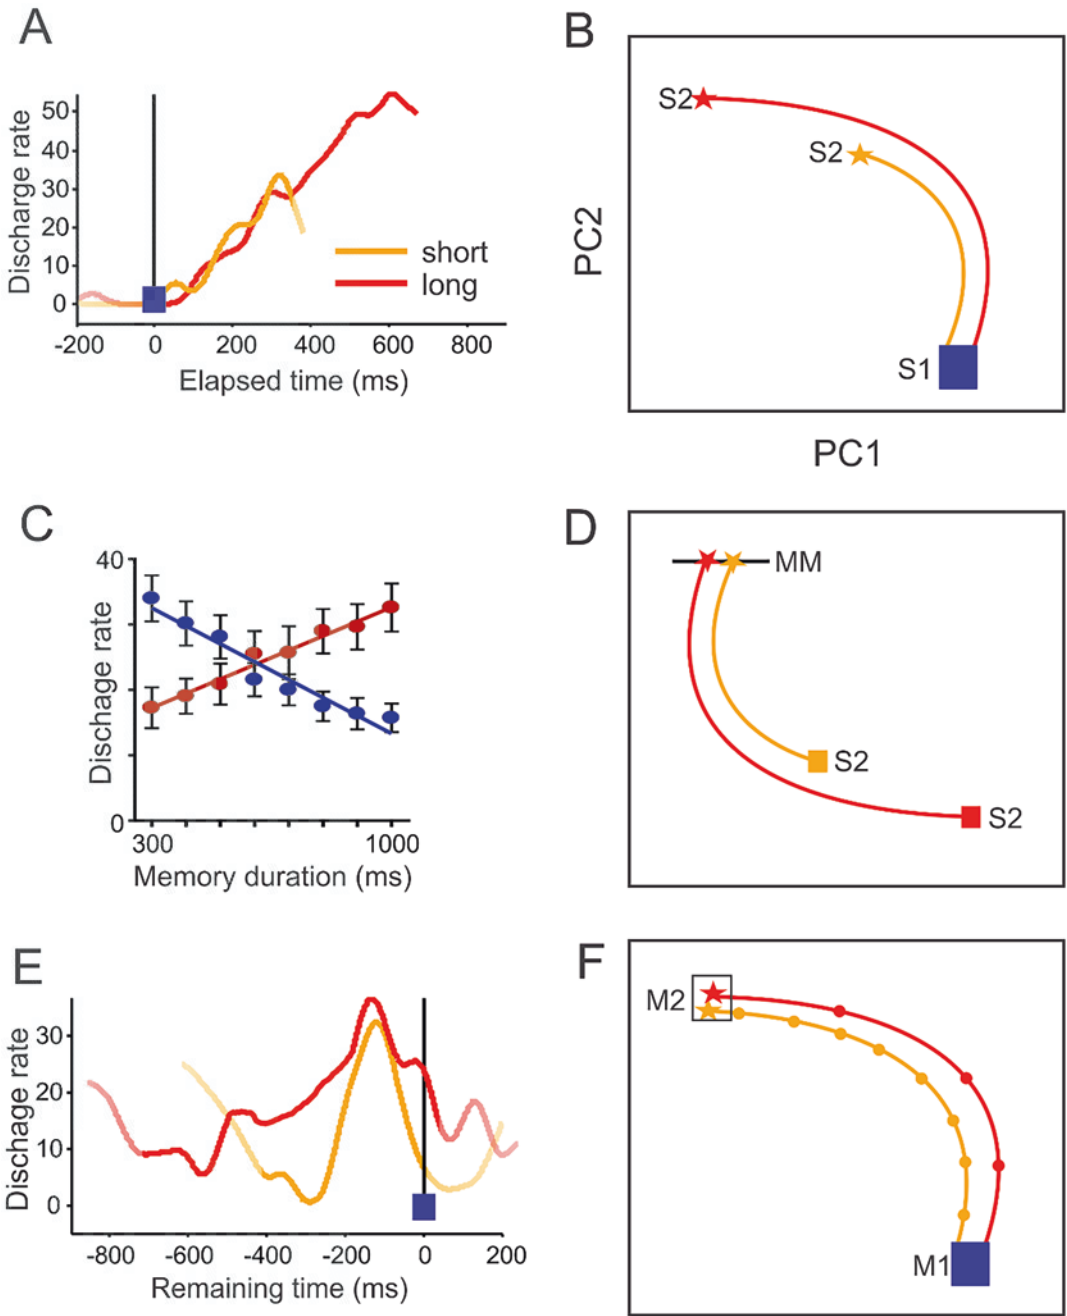 A
Discharge rate
50
40
30
20
10
0
short
long
-200 0 200 400 600 800
Elapsed time (ms)
B
S2
S2
S1
PC2
PC1
C
Dischage rate
40
0
300 1000
Memory duration (ms)
D
MM
S2
S2
E
Dischage rate
30
20
10
0
-800 -600 -400 -200 0 200
Remaining time (ms)
F
M2
M1